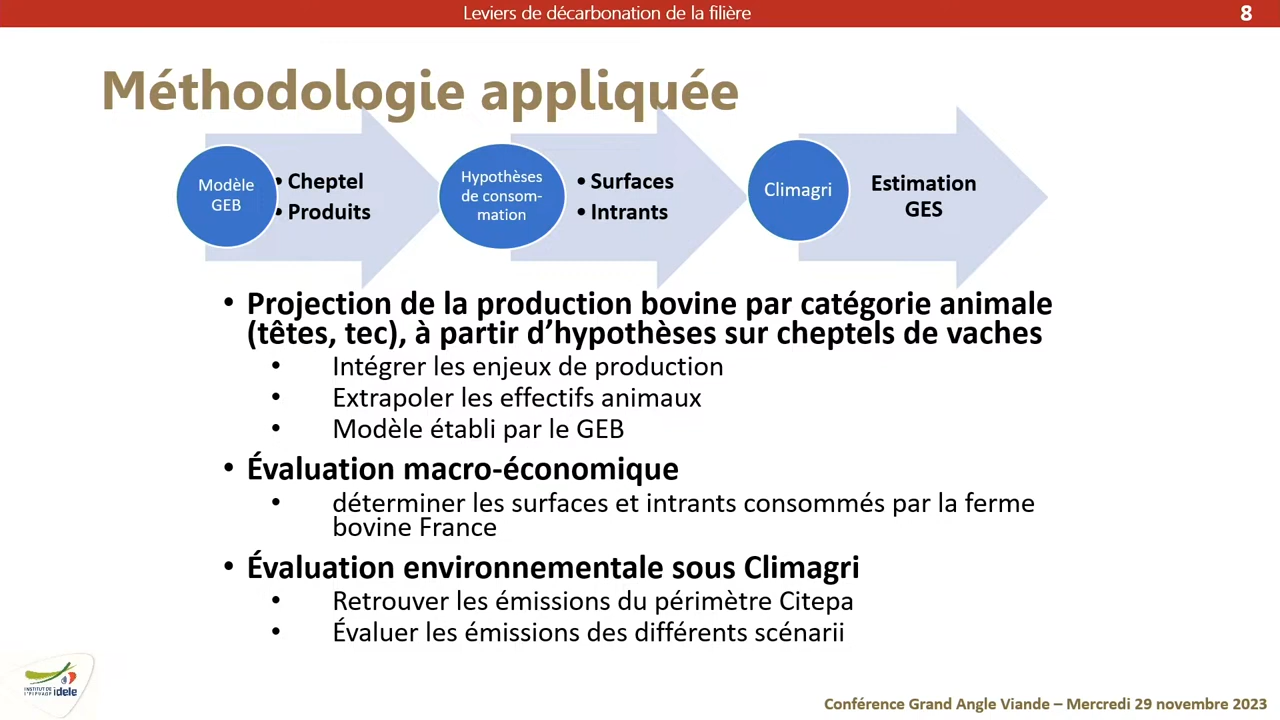 Leviers de décarbonation de la filière
8
Méthodologie appliquée
Modèle
GEB
• Cheptel
• Produits
Hypothèses
de consom-
mation
• Surfaces
• Intrants
Climagri
Estimation
GES
• Projection de la production bovine par catégorie animale
(têtes, tec), à partir d’hypothèses sur cheptels de vaches
• Intégrer les enjeux de production
• Extrapoler les effectifs animaux
• Modèle établi par le GEB
• Évaluation macro-économique
• déterminer les surfaces et intrants consommés par la ferme
bovine France
• Évaluation environnementale sous Climagri
• Retrouver les émissions du périmètre Citepa
• Évaluer les émissions des différents scénarii
INSTITUT DE
L'ÉLEVAGE idele
Conférence Grand Angle Viande – Mercredi 29 novembre 2023